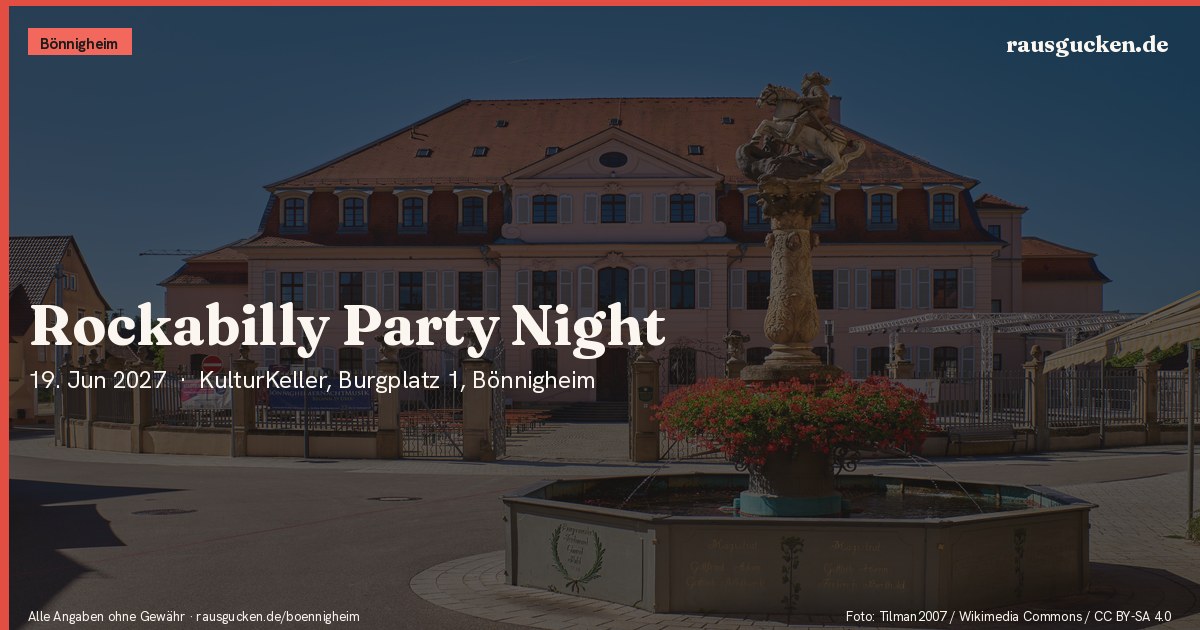 Bönnigheim
rausgucken.de
Rockabilly Party Night
19. Jun 2027 · KulturKeller, Burgplatz 1, Bönnigheim
Alle Angaben ohne Gewähr · rausgucken.de/boennigheim
Foto: Tilman2007 / Wikimedia Commons / CC BY-SA 4.0